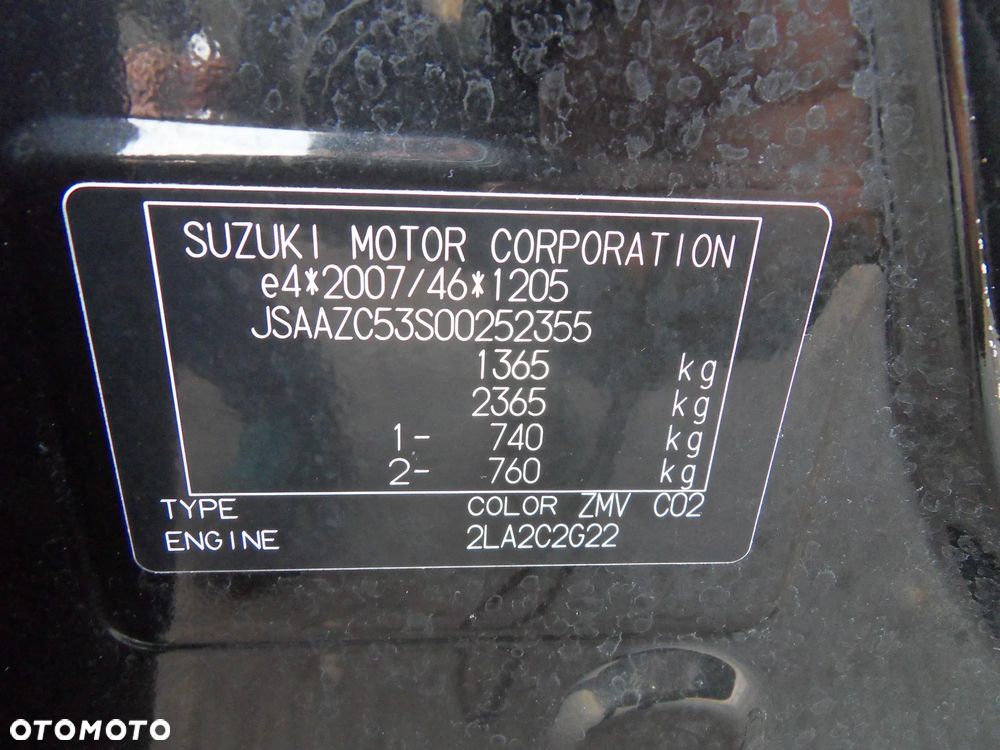 SUZUKI MOTOR CORPORATION
e4*2007/46*1205
JSAAZC53S00252355
1365 kg
2365 kg
1- 740 kg
2- 760 kg
TYPE COLOR ZMV C02
ENGINE 2LA2C2G22
OTOMOTO